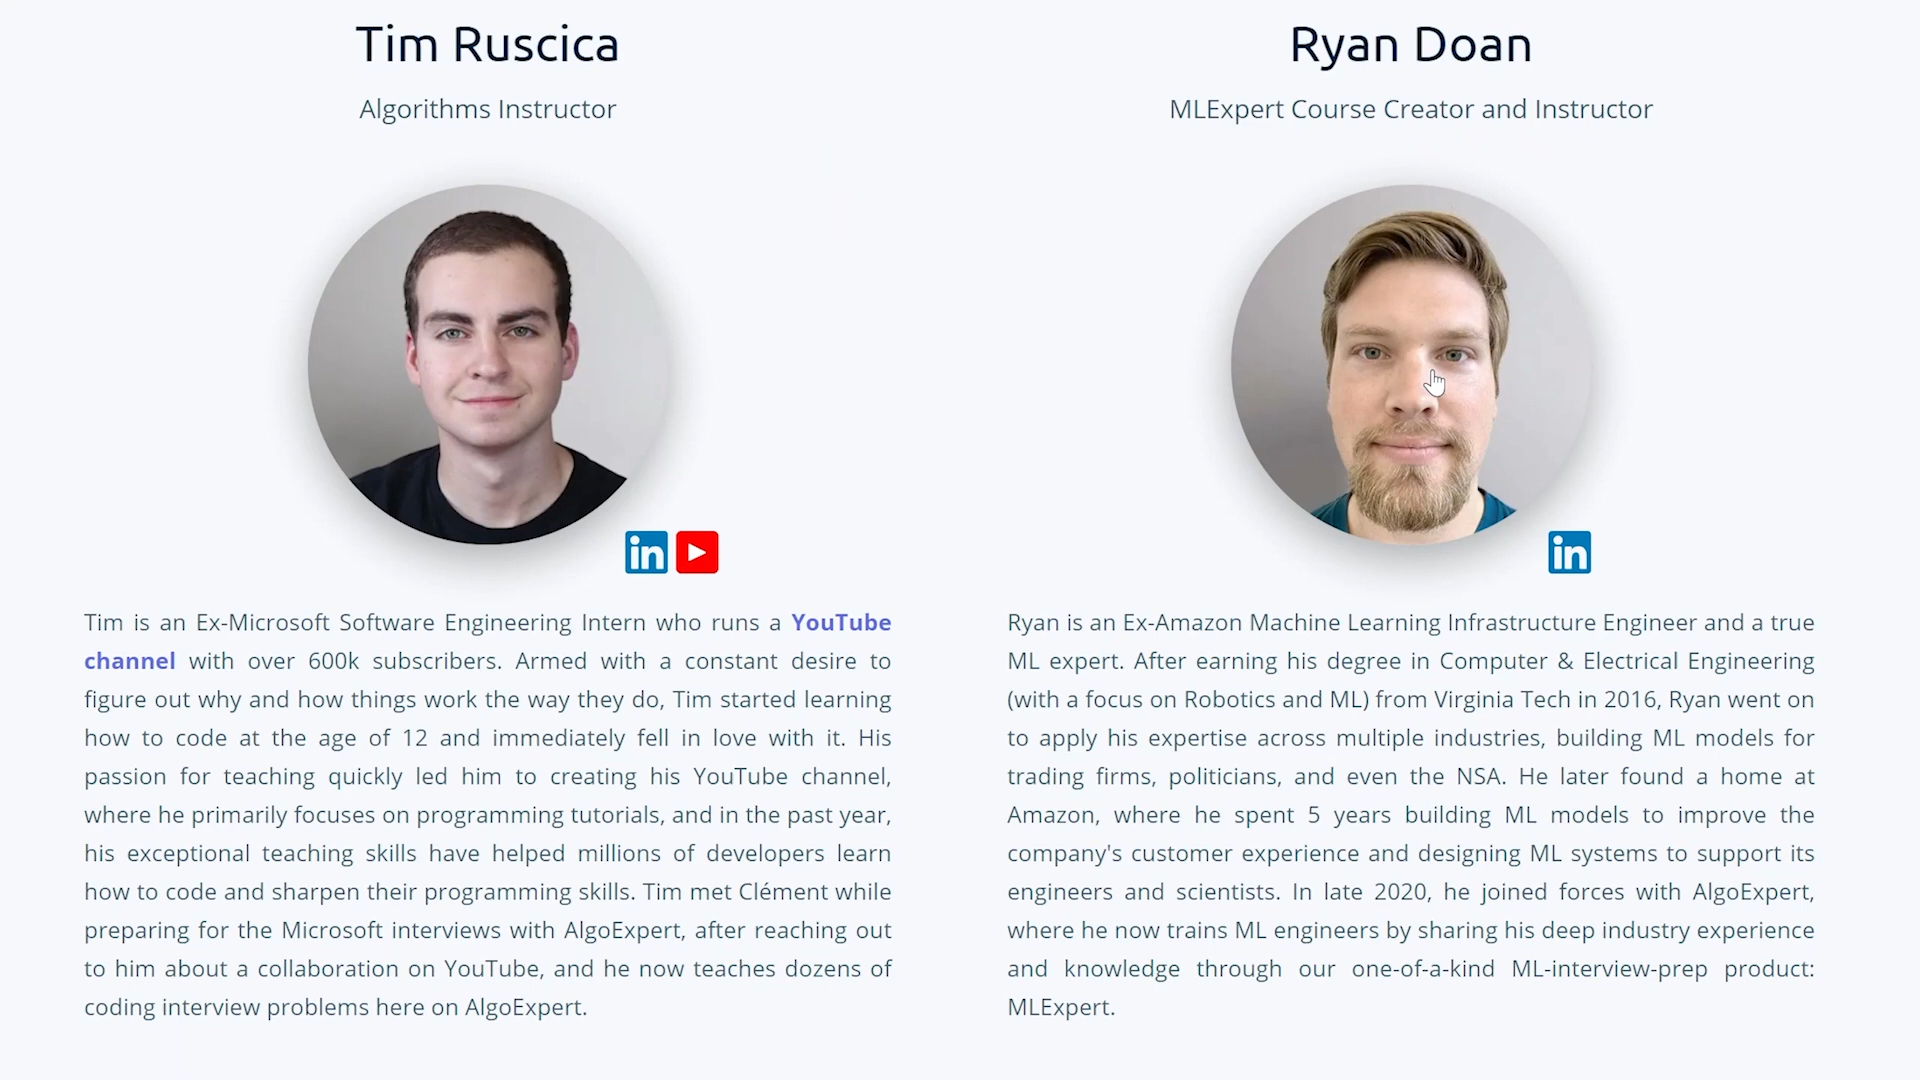 Tim Ruscica
Algorithms Instructor
in
Tim is an Ex-Microsoft Software Engineering Intern who runs a YouTube
channel with over 600k subscribers. Armed with a constant desire to
figure out why and how things work the way they do, Tim started learning
how to code at the age of 12 and immediately fell in love with it. His
passion for teaching quickly led him to creating his YouTube channel,
where he primarily focuses on programming tutorials, and in the past year,
his exceptional teaching skills have helped millions of developers learn
how to code and sharpen their programming skills. Tim met Clément while
preparing for the Microsoft interviews with AlgoExpert, after reaching out
to him about a collaboration on YouTube, and he now teaches dozens of
coding interview problems here on AlgoExpert.
Ryan Doan
MLExpert Course Creator and Instructor
in
Ryan is an Ex-Amazon Machine Learning Infrastructure Engineer and a true
ML expert. After earning his degree in Computer & Electrical Engineering
(with a focus on Robotics and ML) from Virginia Tech in 2016, Ryan went on
to apply his expertise across multiple industries, building ML models for
trading firms, politicians, and even the NSA. He later found a home at
Amazon, where he spent 5 years building ML models to improve the
company's customer experience and designing ML systems to support its
engineers and scientists. In late 2020, he joined forces with AlgoExpert,
where he now trains ML engineers by sharing his deep industry experience
and knowledge through our one-of-a-kind ML-interview-prep product:
MLExpert.